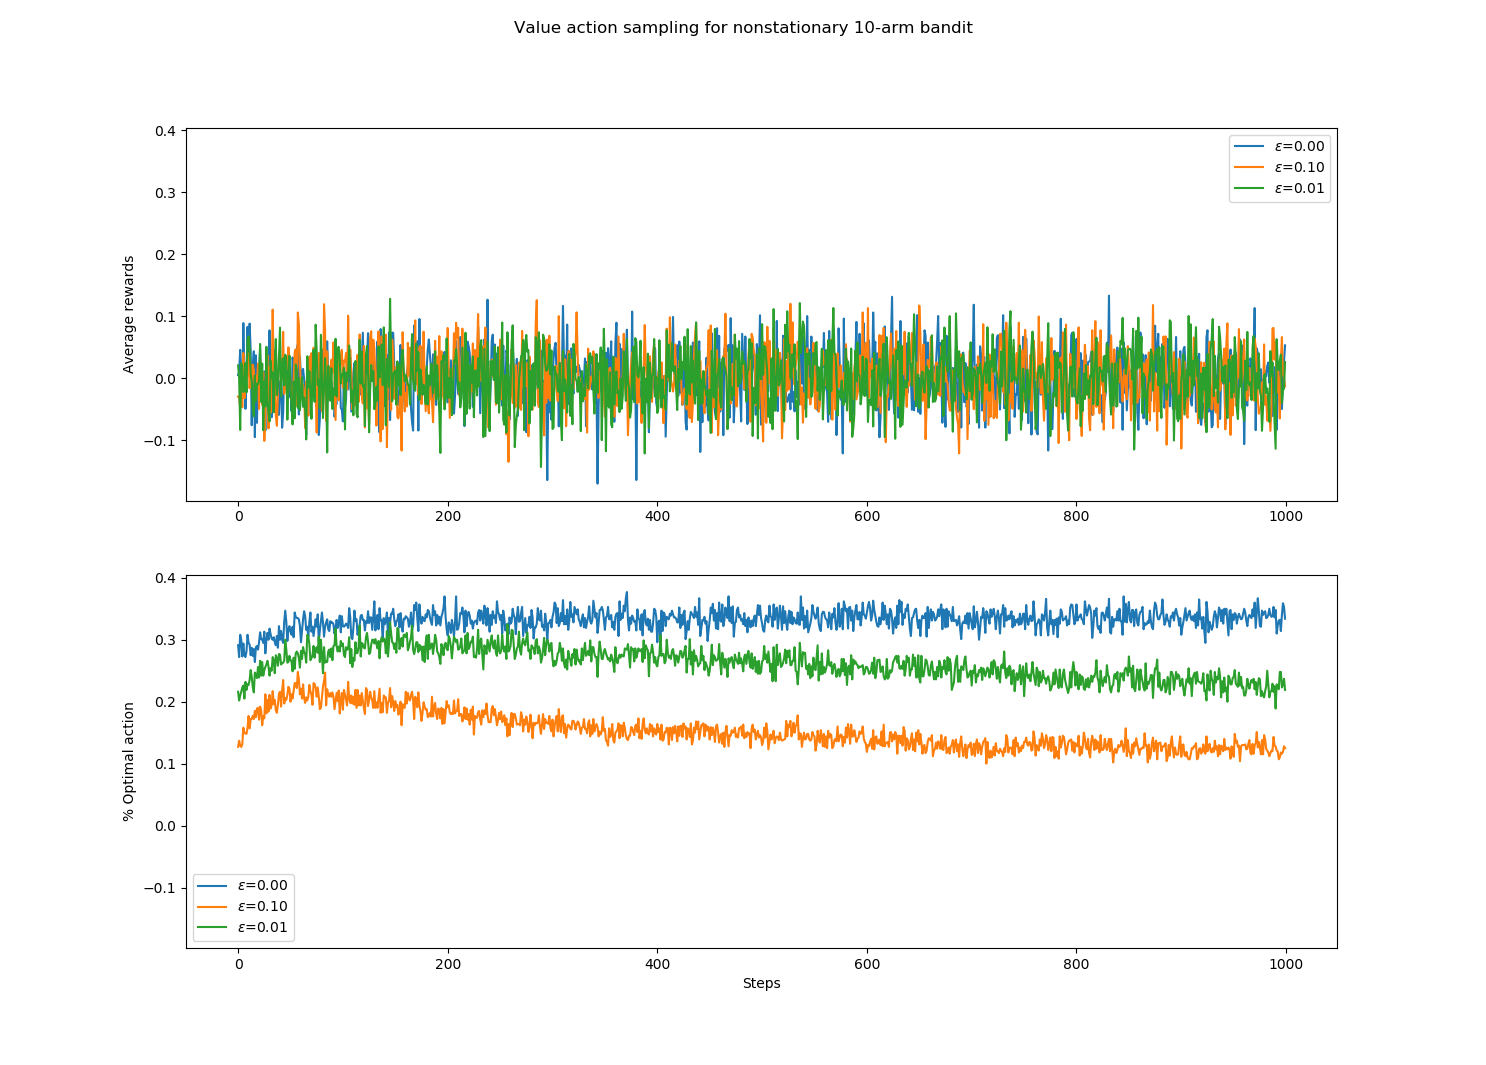 Value action sampling for nonstationary 10-arm bandit
0.4
0.3
0.2
0.1
0.0
−0.1
Average rewards
ε=0.00
ε=0.10
ε=0.01
0 200 400 600 800 1000
0.4
0.3
0.2
0.1
0.0
−0.1
% Optimal action
ε=0.00
ε=0.10
ε=0.01
0 200 400 600 800 1000
Steps